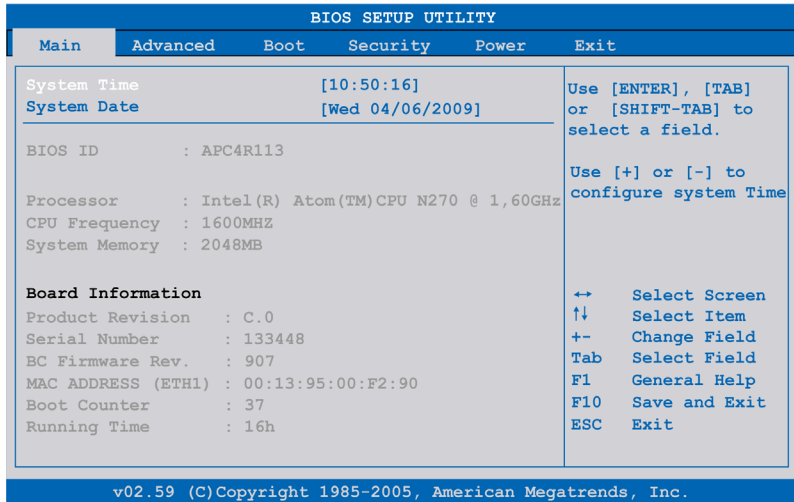 BIOS SETUP UTILITY
Main Advanced Boot Security Power Exit
System Time [10:50:16]
System Date [Wed 04/06/2009]
BIOS ID : APC4R113
Processor : Intel(R) Atom(TM)CPU N270 @ 1,60GHz
CPU Frequency : 1600MHZ
System Memory : 2048MB
Board Information
Product Revision : C.0
Serial Number : 133448
BC Firmware Rev. : 907
MAC ADDRESS (ETH1) : 00:13:95:00:F2:90
Boot Counter : 37
Running Time : 16h
Use [ENTER], [TAB]
or [SHIFT-TAB] to
select a field.
Use [+] or [-] to
configure system Time
↔ Select Screen
↑↓ Select Item
+- Change Field
Tab Select Field
F1 General Help
F10 Save and Exit
ESC Exit
v02.59 (C)Copyright 1985-2005, American Megatrends, Inc.